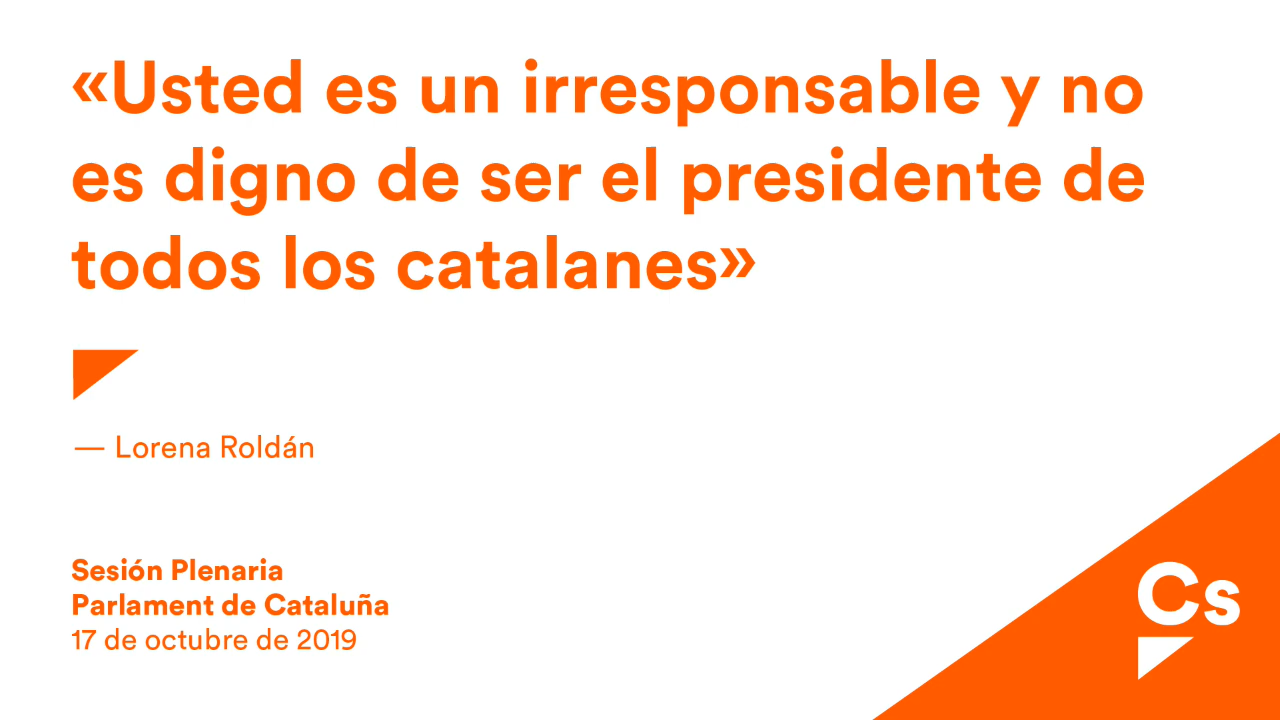 «Usted es un irresponsable y no
es digno de ser el presidente de
todos los catalanes»
— Lorena Roldán
Sesión Plenaria
Parlament de Cataluña
17 de octubre de 2019
Cs